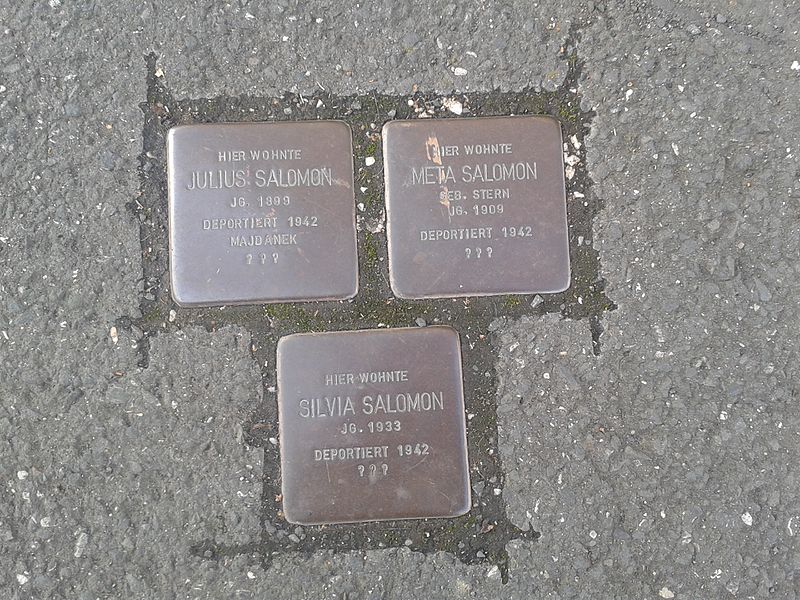 HIER WOHNTE
JULIUS SALOMON
JG. 1899
DEPORTIERT 1942
MAJDANEK
? ? ?
HIER WOHNTE
META SALOMON
GEB. STERN
JG. 1909
DEPORTIERT 1942
? ? ?
HIER WOHNTE
SILVIA SALOMON
JG. 1933
DEPORTIERT 1942
? ? ?